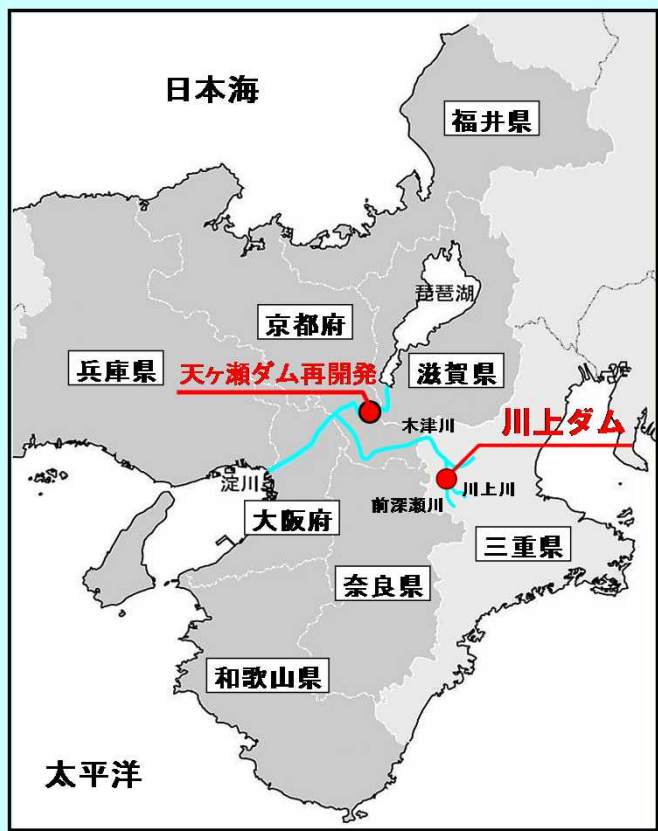 日本海
福井県
琵琶湖
京都府
兵庫県
天ヶ瀬ダム再開発
滋賀県
木津川
川上ダム
淀川
川上川
前深瀬川
大阪府
三重県
奈良県
和歌山県
太平洋